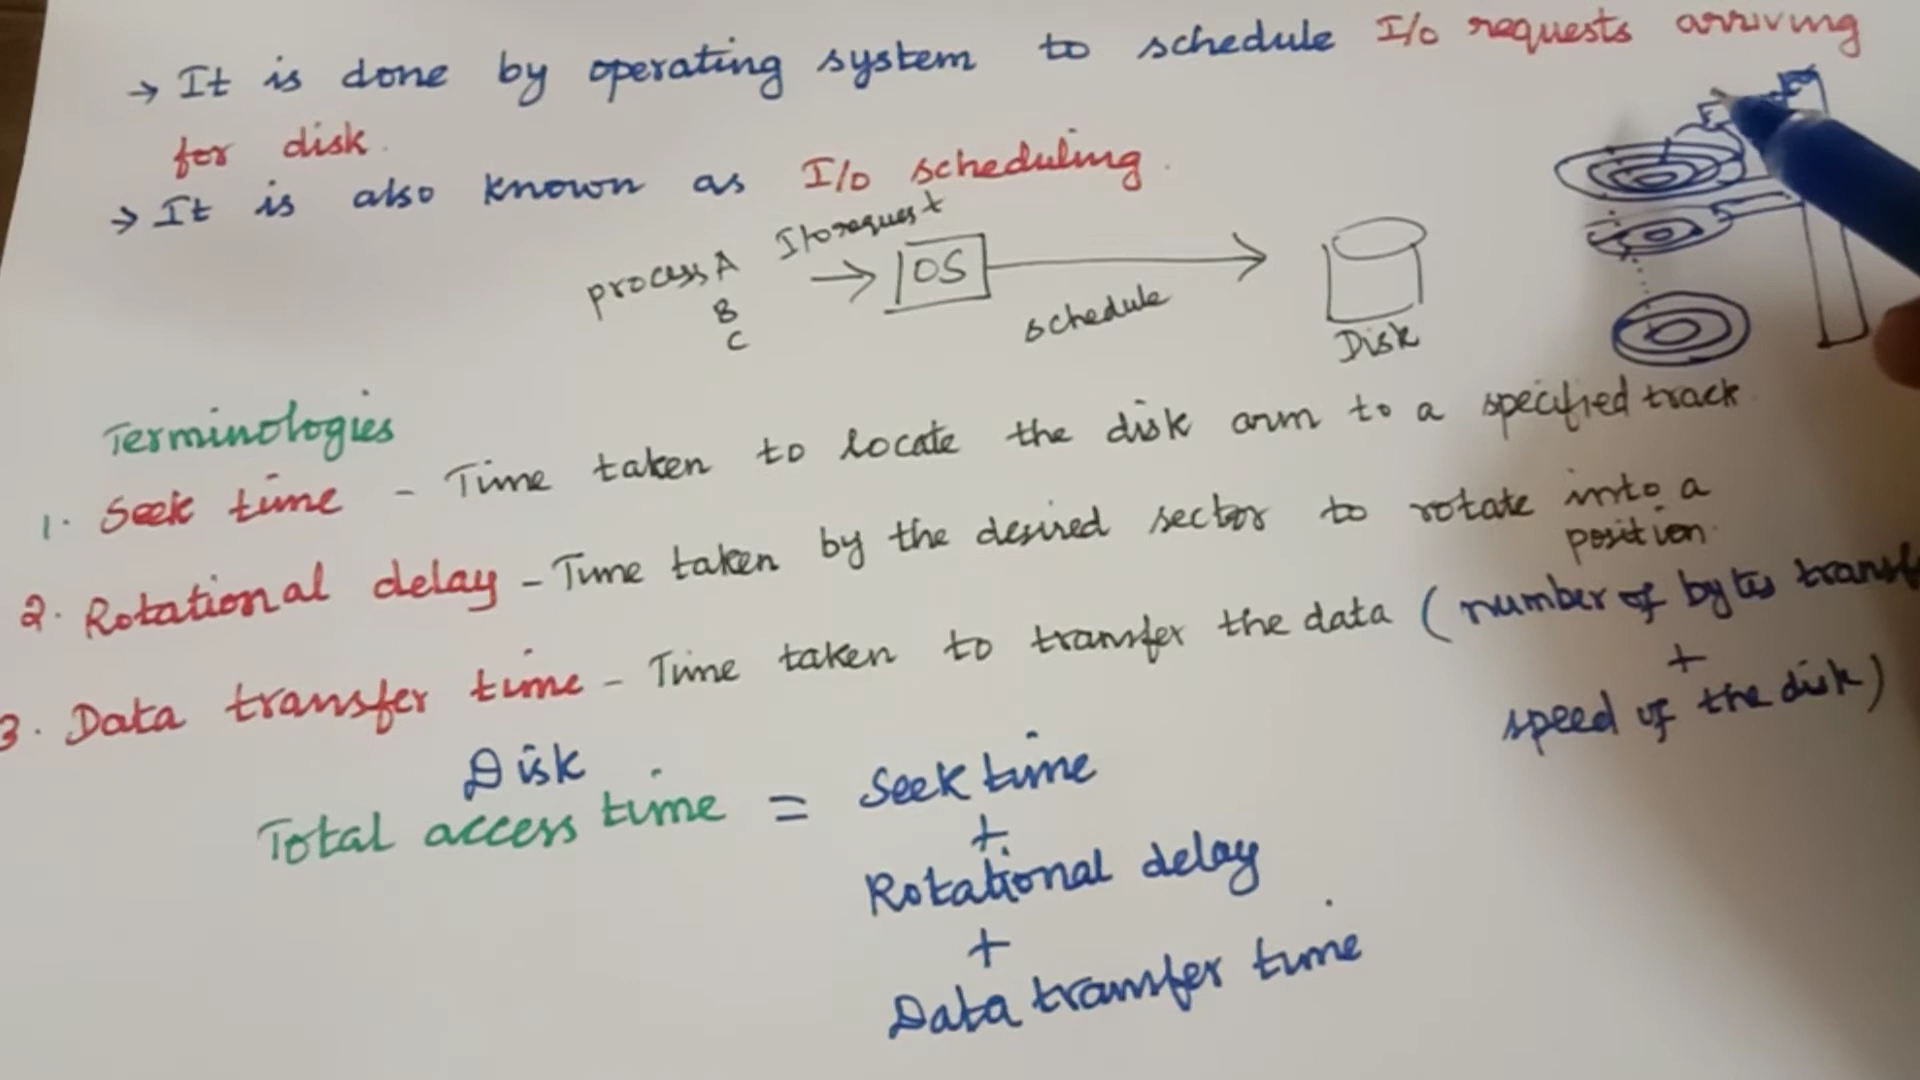 → It is done by operating system to schedule I/o requests arriving
for disk.
→ It is also known as I/o scheduling.
process A I/o request → OS schedule Disk
B
C
Terminologies
1. Seek time - Time taken to locate the disk arm to a specified track
2. Rotational delay - Time taken by the desired sector to rotate into a
position.
3. Data transfer time - Time taken to transfer the data (number of bytes transf
+
speed of the disk)
Disk
Total access time = Seek time
+
Rotational delay
+
Data transfer time